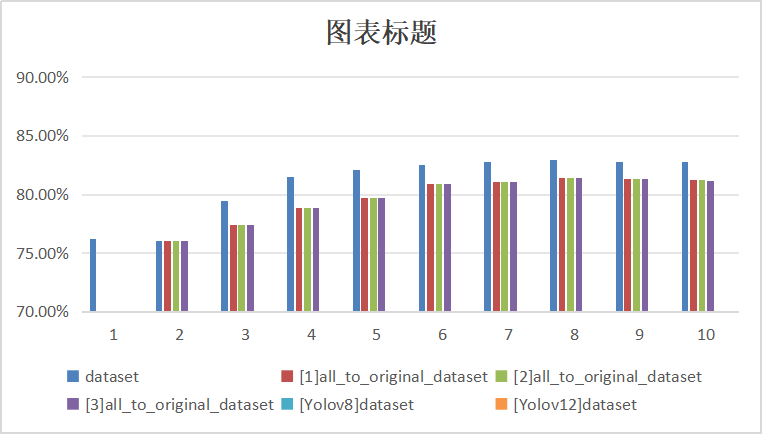 图表标题
90.00%
85.00%
80.00%
75.00%
70.00%
1 2 3 4 5 6 7 8 9 10
dataset [1]all_to_original_dataset [2]all_to_original_dataset
[3]all_to_original_dataset [Yolov8]dataset [Yolov12]dataset